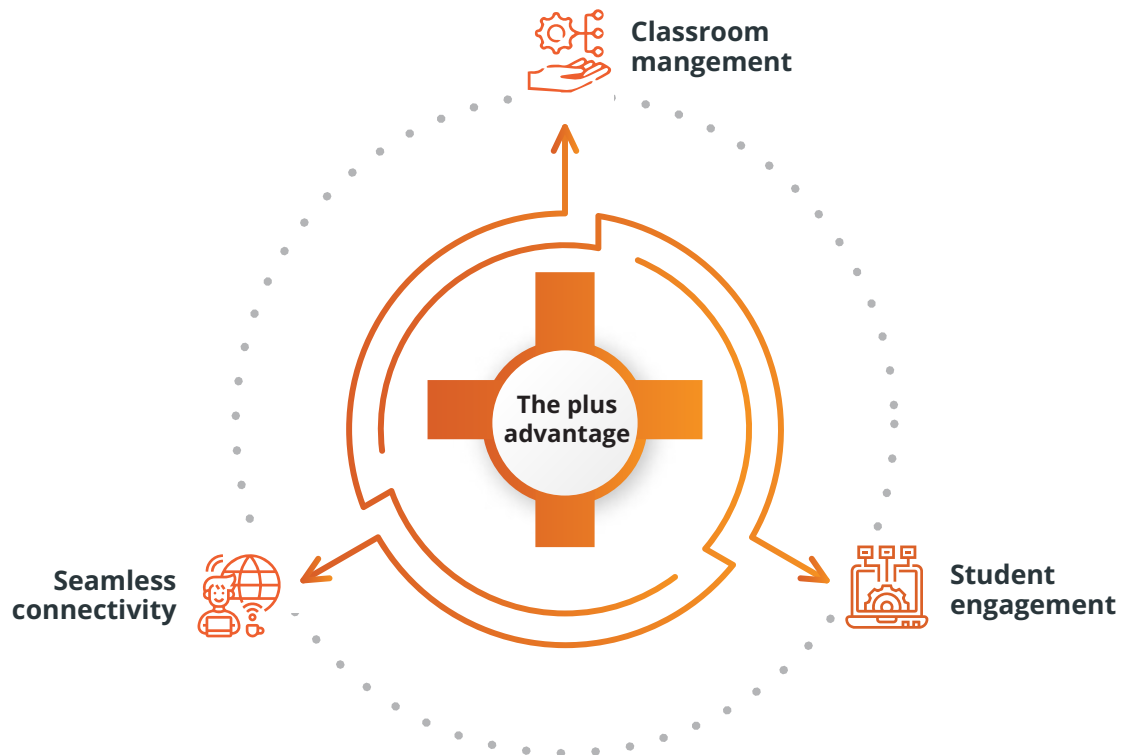 Classroom
mangement
The plus
advantage
Seamless
connectivity
Student
engagement